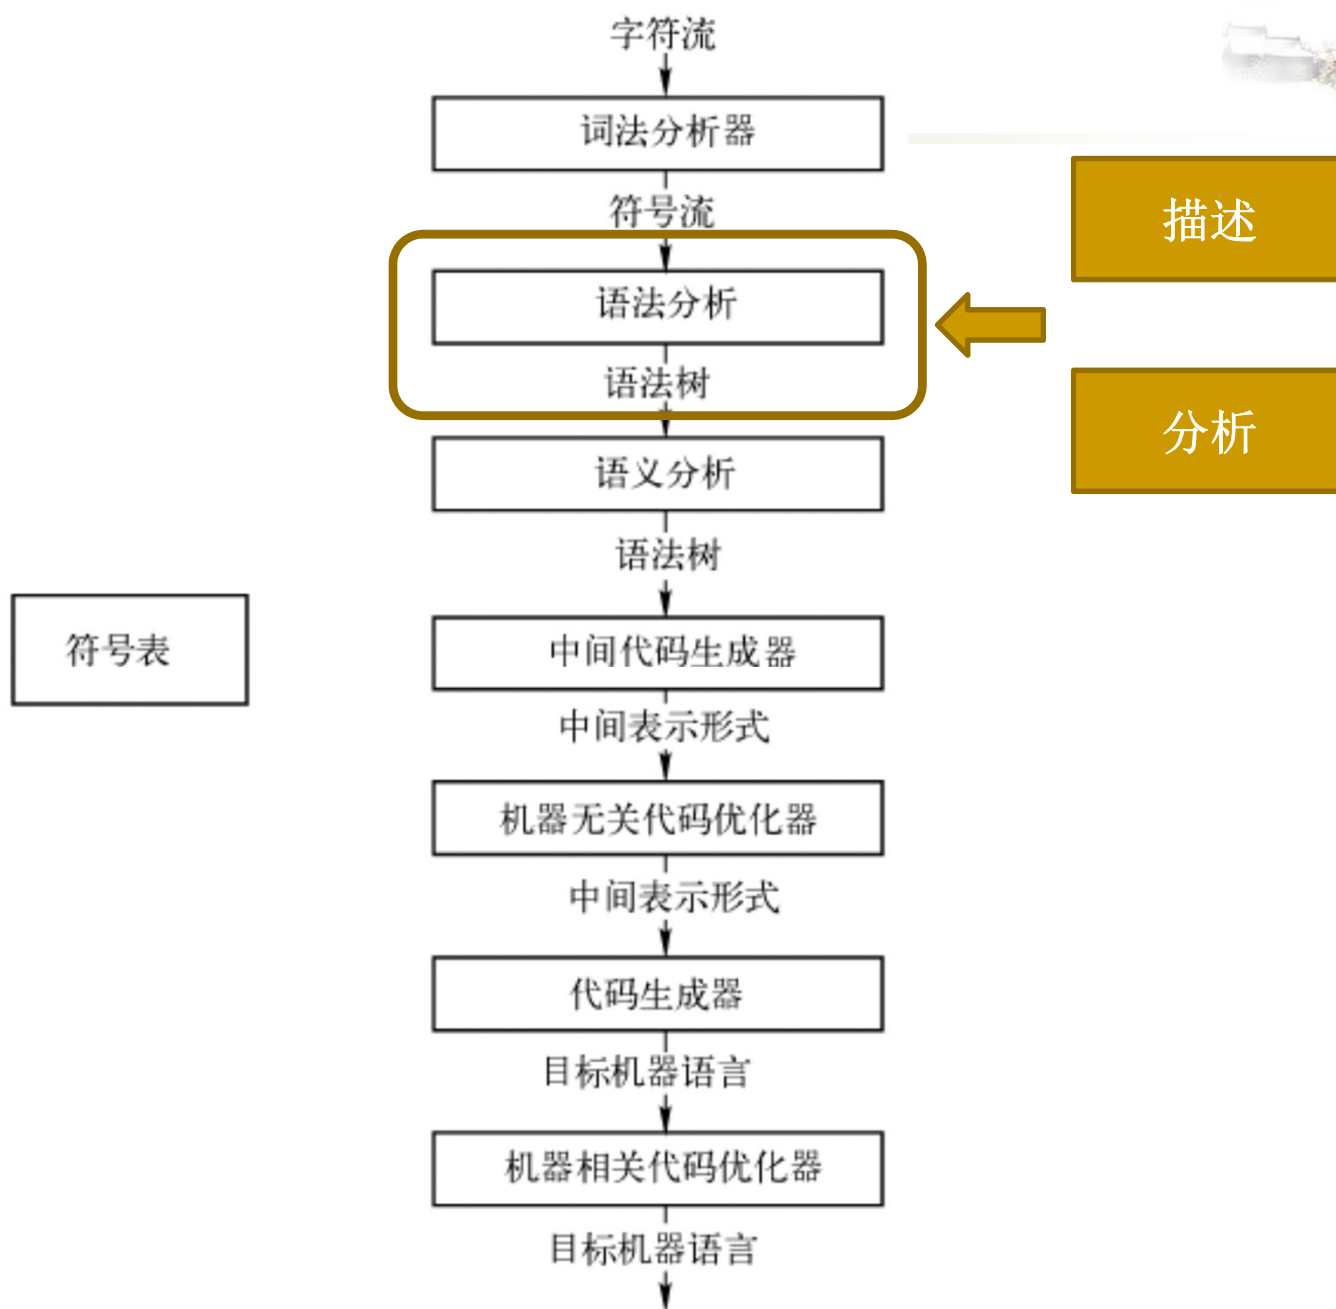 字符流
词法分析器
符号流
描述
语法分析
语法树
分析
语义分析
语法树
符号表
中间代码生成器
中间表示形式
机器无关代码优化器
中间表示形式
代码生成器
目标机器语言
机器相关代码优化器
目标机器语言